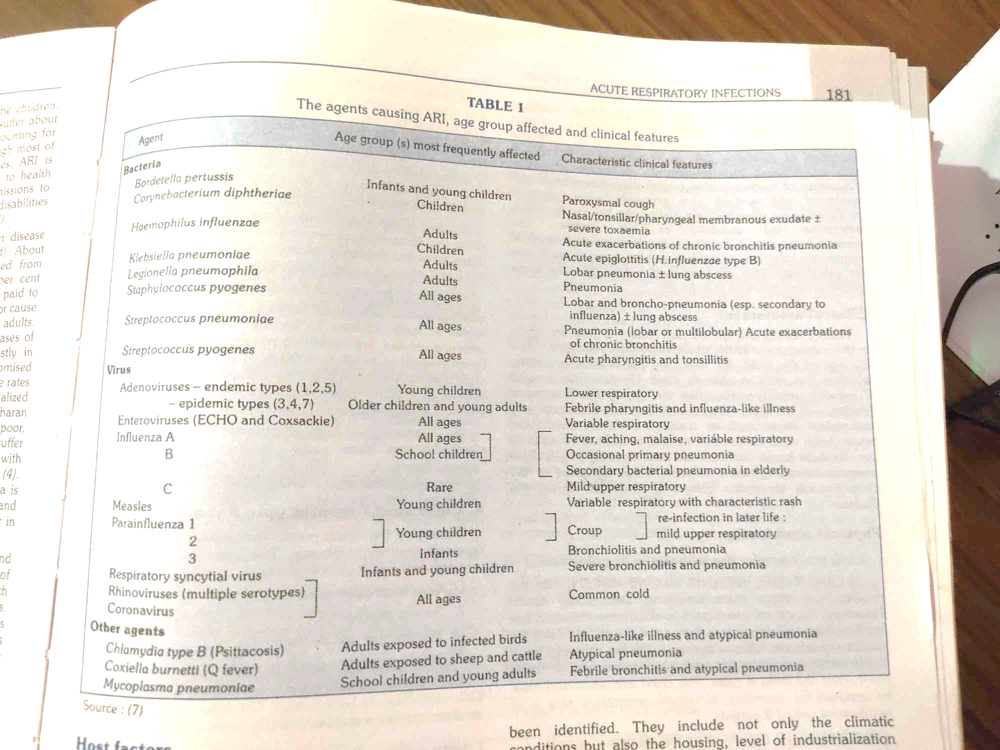 he children.
suffer about
ounting for
gh most of
es. ARI is
to health
nissions to
disabilities
r disease
About
ed from
per cent
paid to
or cause
adults.
ases of
stly in
omised
e rates
alized
haran
poor,
suffer
with
(4).
a is
and
in
nd
of
ch
s.
s
ACUTE RESPIRATORY INFECTIONS 181
TABLE 1
The agents causing ARI, age group affected and clinical features
Agent Age group (s) most frequently affected Characteristic clinical features
Bacteria
Bordetella pertussis Infants and young children Paroxysmal cough
Corynebacterium diphtheriae Children Nasal/tonsillar/pharyngeal membranous exudate ±
severe toxaemia
Haemophilus influenzae Adults Acute exacerbations of chronic bronchitis pneumonia
Children Acute epiglottitis (H.influenzae type B)
Klebsiella pneumoniae Adults Lobar pneumonia ± lung abscess
Legionella pneumophila Adults Pneumonia
Staphylococcus pyogenes All ages Lobar and broncho-pneumonia (esp. secondary to
influenza) ± lung abscess
Streptococcus pneumoniae All ages Pneumonia (lobar or multilobular) Acute exacerbations
of chronic bronchitis
Streptococcus pyogenes All ages Acute pharyngitis and tonsillitis
Virus
Adenoviruses – endemic types (1,2,5) Young children Lower respiratory
– epidemic types (3,4,7) Older children and young adults Febrile pharyngitis and influenza-like illness
Enteroviruses (ECHO and Coxsackie) All ages Variable respiratory
Influenza A All ages Fever, aching, malaise, variáble respiratory
B School children Occasional primary pneumonia
Secondary bacterial pneumonia in elderly
C Rare Mild upper respiratory
Measles Young children Variable respiratory with characteristic rash
Parainfluenza 1 Young children Croup re-infection in later life :
2 mild upper respiratory
3 Infants Bronchiolitis and pneumonia
Respiratory syncytial virus Infants and young children Severe bronchiolitis and pneumonia
Rhinoviruses (multiple serotypes) All ages Common cold
Coronavirus
Other agents
Chlamydia type B (Psittacosis) Adults exposed to infected birds Influenza-like illness and atypical pneumonia
Coxiella burnetti (Q fever) Adults exposed to sheep and cattle Atypical pneumonia
Mycoplasma pneumoniae School children and young adults Febrile bronchitis and atypical pneumonia
Source : (7)
Host factors
been identified. They include not only the climatic
conditions but also the housing, level of industrialization